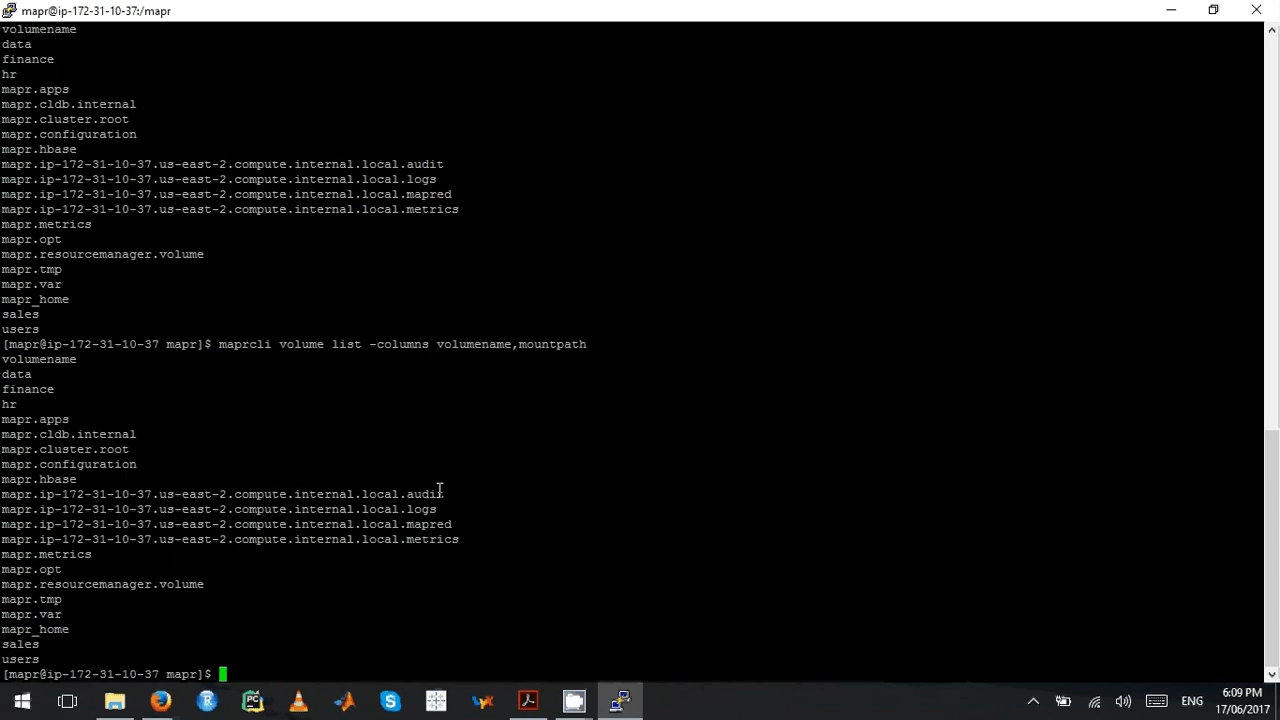 mapr@ip-172-31-10-37:/mapr
volumename
data
finance
hr
mapr.apps
mapr.cldb.internal
mapr.cluster.root
mapr.configuration
mapr.hbase
mapr.ip-172-31-10-37.us-east-2.compute.internal.local.audit
mapr.ip-172-31-10-37.us-east-2.compute.internal.local.logs
mapr.ip-172-31-10-37.us-east-2.compute.internal.local.mapred
mapr.ip-172-31-10-37.us-east-2.compute.internal.local.metrics
mapr.metrics
mapr.opt
mapr.resourcemanager.volume
mapr.tmp
mapr.var
mapr_home
sales
users
[mapr@ip-172-31-10-37 mapr]$ maprcli volume list -columns volumename,mountpath
volumename
data
finance
hr
mapr.apps
mapr.cldb.internal
mapr.cluster.root
mapr.configuration
mapr.hbase
mapr.ip-172-31-10-37.us-east-2.compute.internal.local.audit
mapr.ip-172-31-10-37.us-east-2.compute.internal.local.logs
mapr.ip-172-31-10-37.us-east-2.compute.internal.local.mapred
mapr.ip-172-31-10-37.us-east-2.compute.internal.local.metrics
mapr.metrics
mapr.opt
mapr.resourcemanager.volume
mapr.tmp
mapr.var
mapr_home
sales
users
[mapr@ip-172-31-10-37 mapr]$
R
PC
S
ENG
6:09 PM
17/06/2017